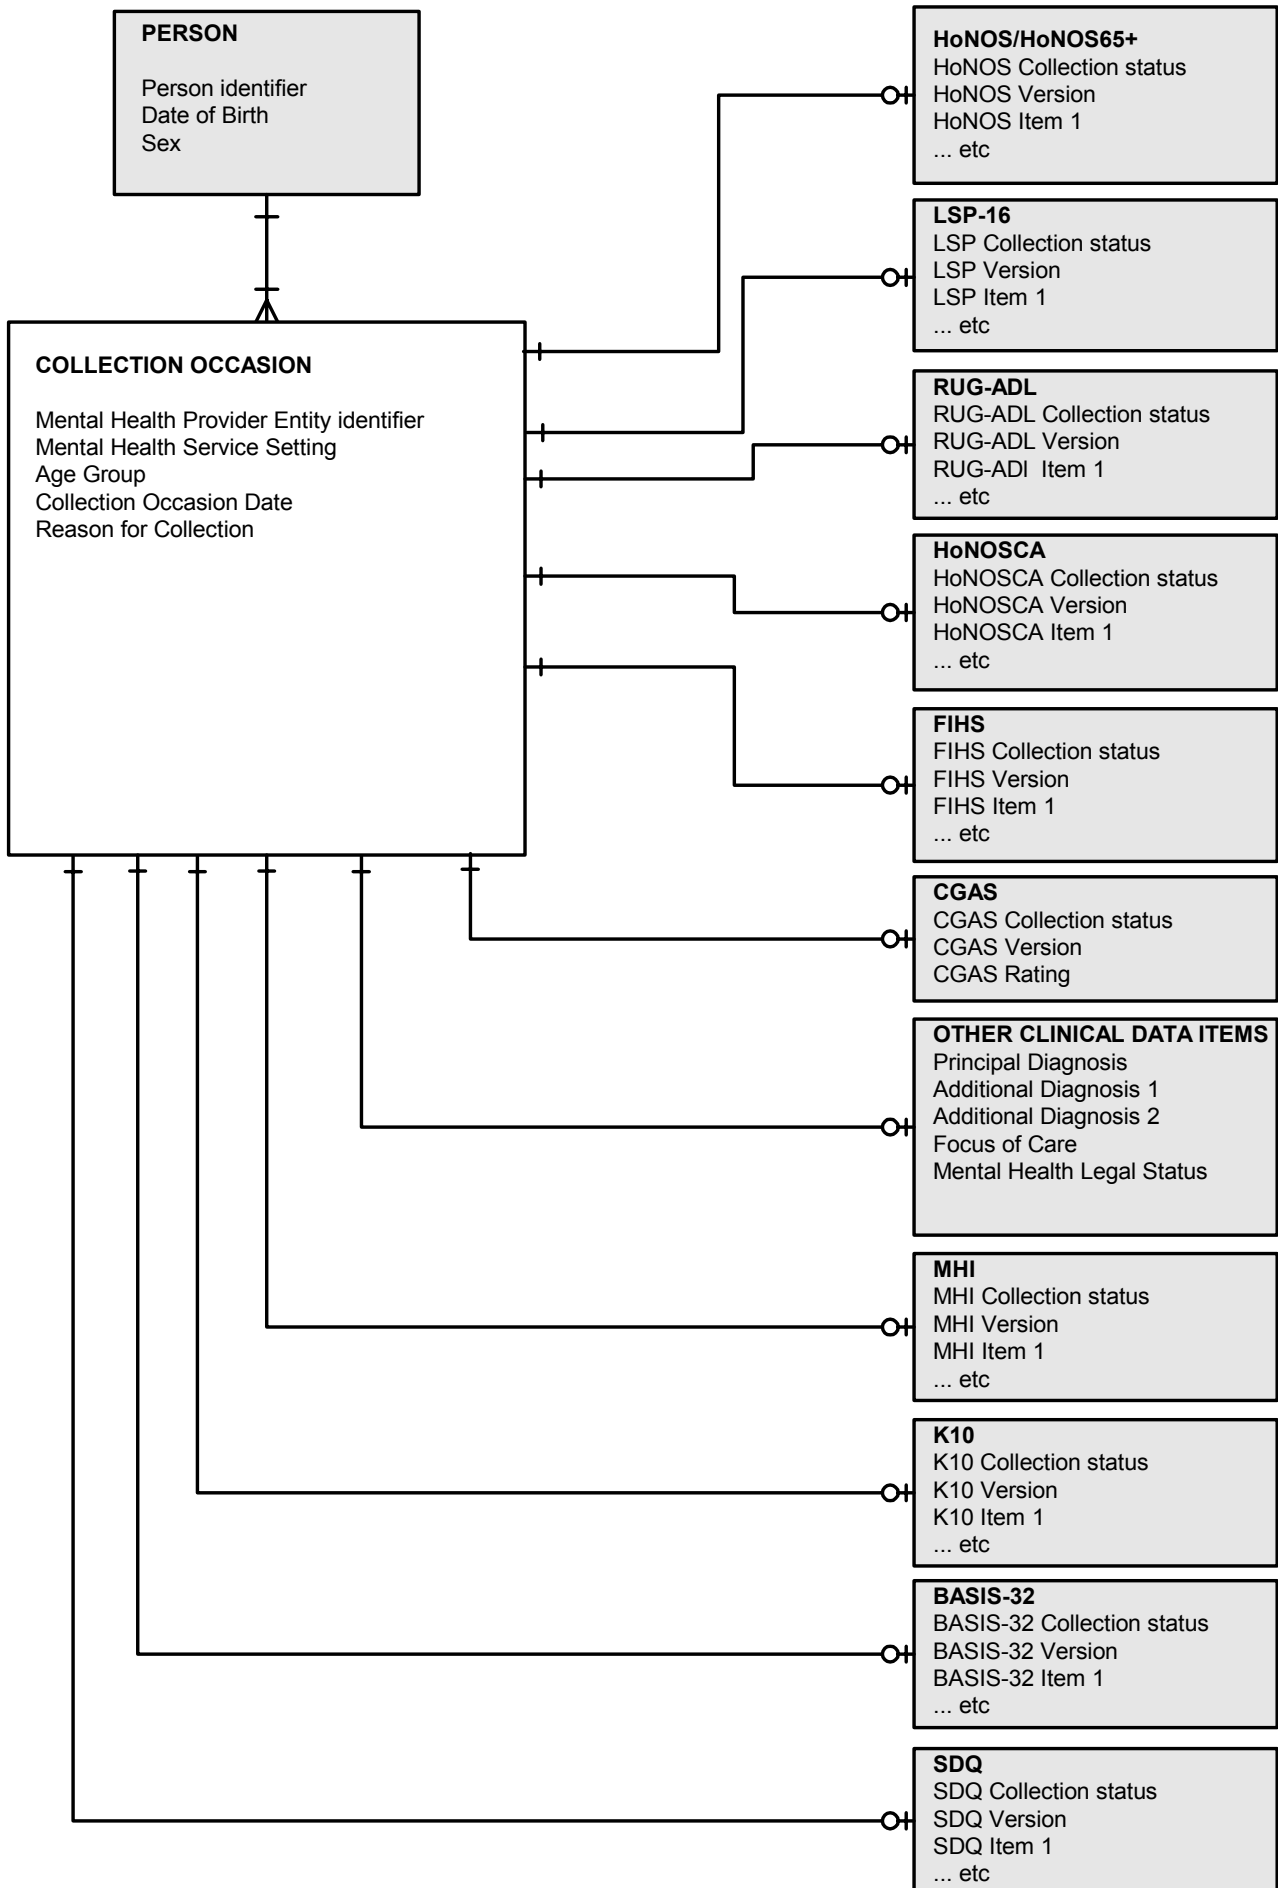 PERSON
Person identifier
Date of Birth
Sex
COLLECTION OCCASION
Mental Health Provider Entity identifier
Mental Health Service Setting
Age Group
Collection Occasion Date
Reason for Collection
HoNOS/HoNOS65+
HoNOS Collection status
HoNOS Version
HoNOS Item 1
... etc
LSP-16
LSP Collection status
LSP Version
LSP Item 1
... etc
RUG-ADL
RUG-ADL Collection status
RUG-ADL Version
RUG-ADl  Item 1
... etc
HoNOSCA
HoNOSCA Collection status
HoNOSCA Version
HoNOSCA Item 1
... etc
FIHS
FIHS Collection status
FIHS Version
FIHS Item 1
... etc
CGAS
CGAS Collection status
CGAS Version
CGAS Rating
OTHER CLINICAL DATA ITEMS
Principal Diagnosis
Additional Diagnosis 1
Additional Diagnosis 2
Focus of Care
Mental Health Legal Status
MHI
MHI Collection status
MHI Version
MHI Item 1
... etc
K10
K10 Collection status
K10 Version
K10 Item 1
... etc
BASIS-32
BASIS-32 Collection status
BASIS-32 Version
BASIS-32 Item 1
... etc
SDQ
SDQ Collection status
SDQ Version
SDQ Item 1
... etc